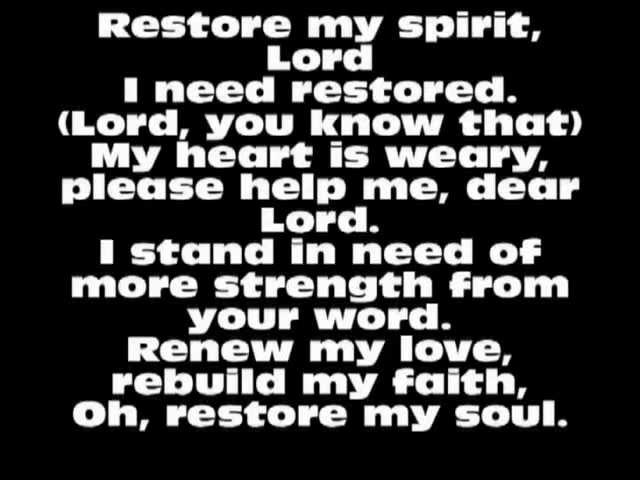 Restore my spirit,
Lord
I need restored.
(Lord, you know that)
My heart is weary,
please help me, dear
Lord.
I stand in need of
more strength from
your word.
Renew my love,
rebuild my faith,
Oh, restore my soul.